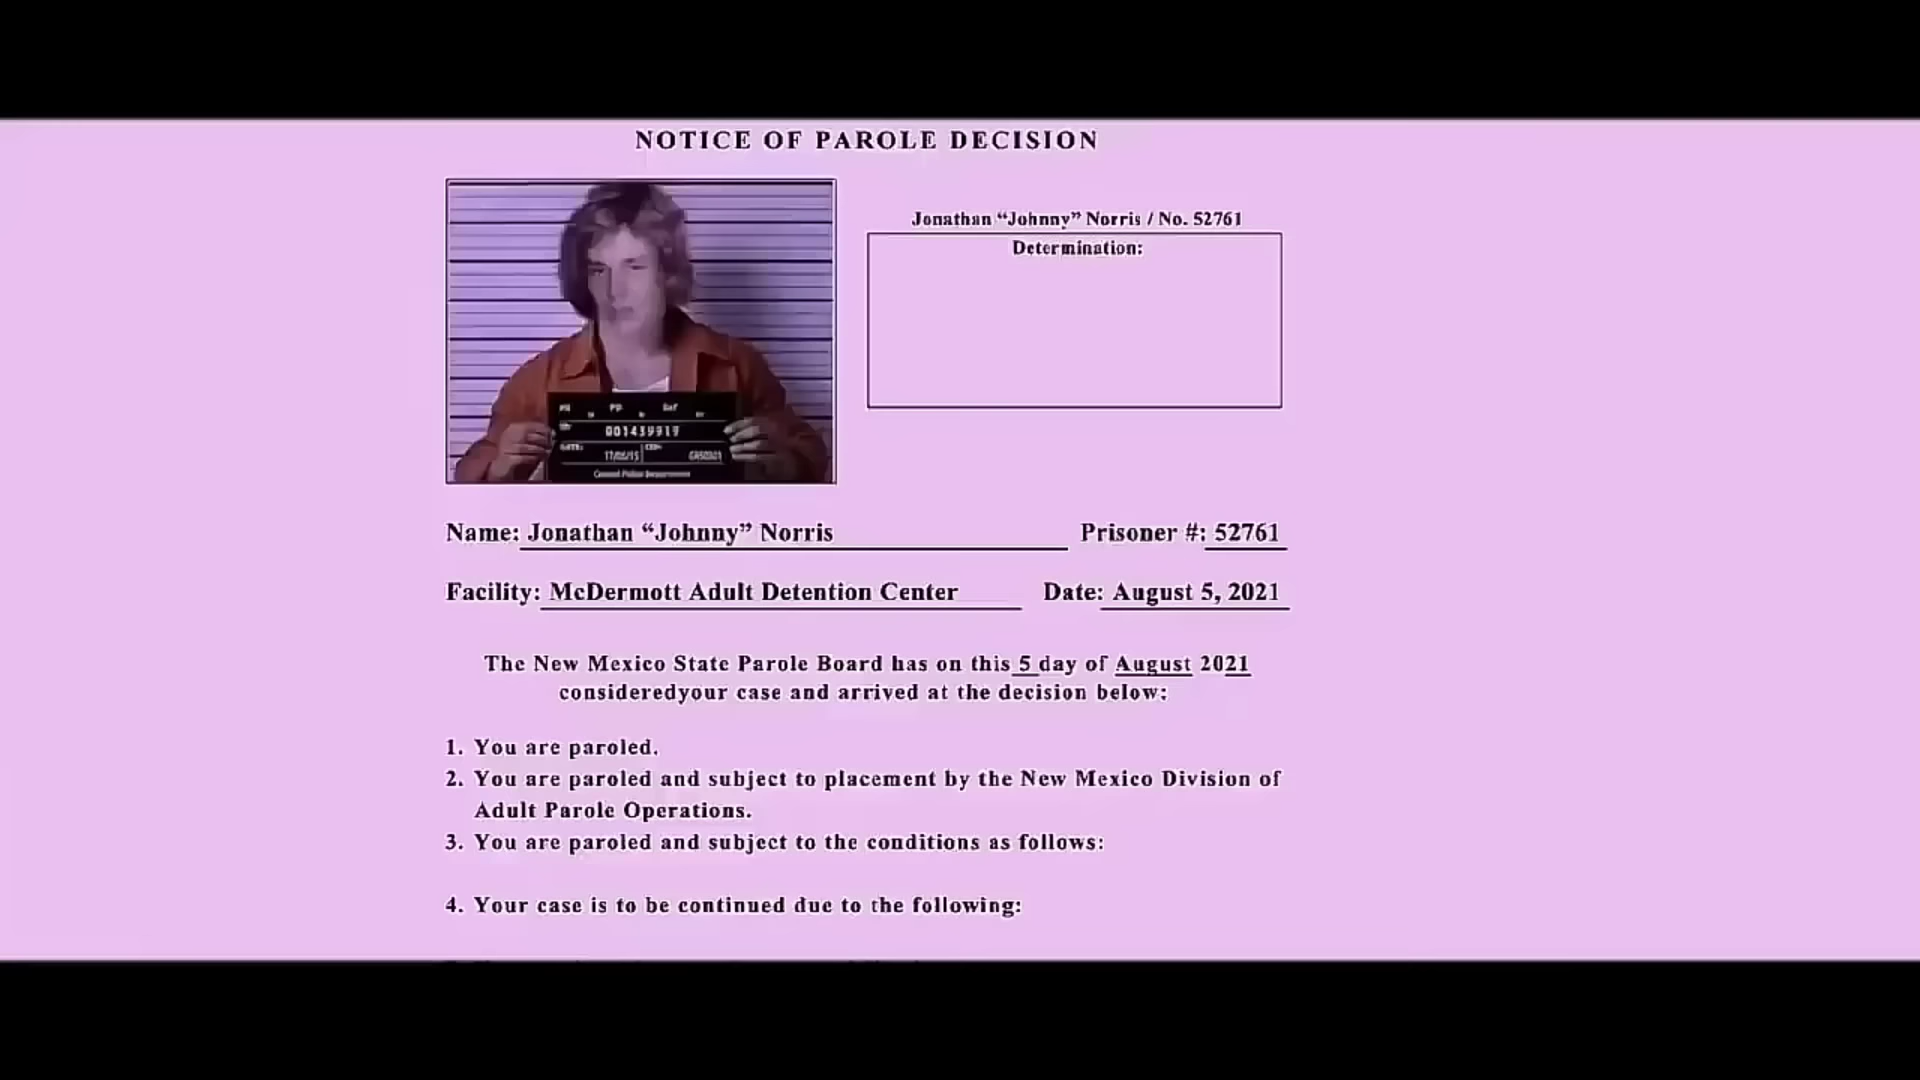 NOTICE OF PAROLE DECISION
Jonathan “Johnny” Norris / No. 52761
Determination:
001439919
17/05/15
Name: Jonathan “Johnny” Norris Prisoner #: 52761
Facility: McDermott Adult Detention Center Date: August 5, 2021
The New Mexico State Parole Board has on this 5 day of August 2021
consideredyour case and arrived at the decision below:
1. You are paroled.
2. You are paroled and subject to placement by the New Mexico Division of
Adult Parole Operations.
3. You are paroled and subject to the conditions as follows:
4. Your case is to be continued due to the following: